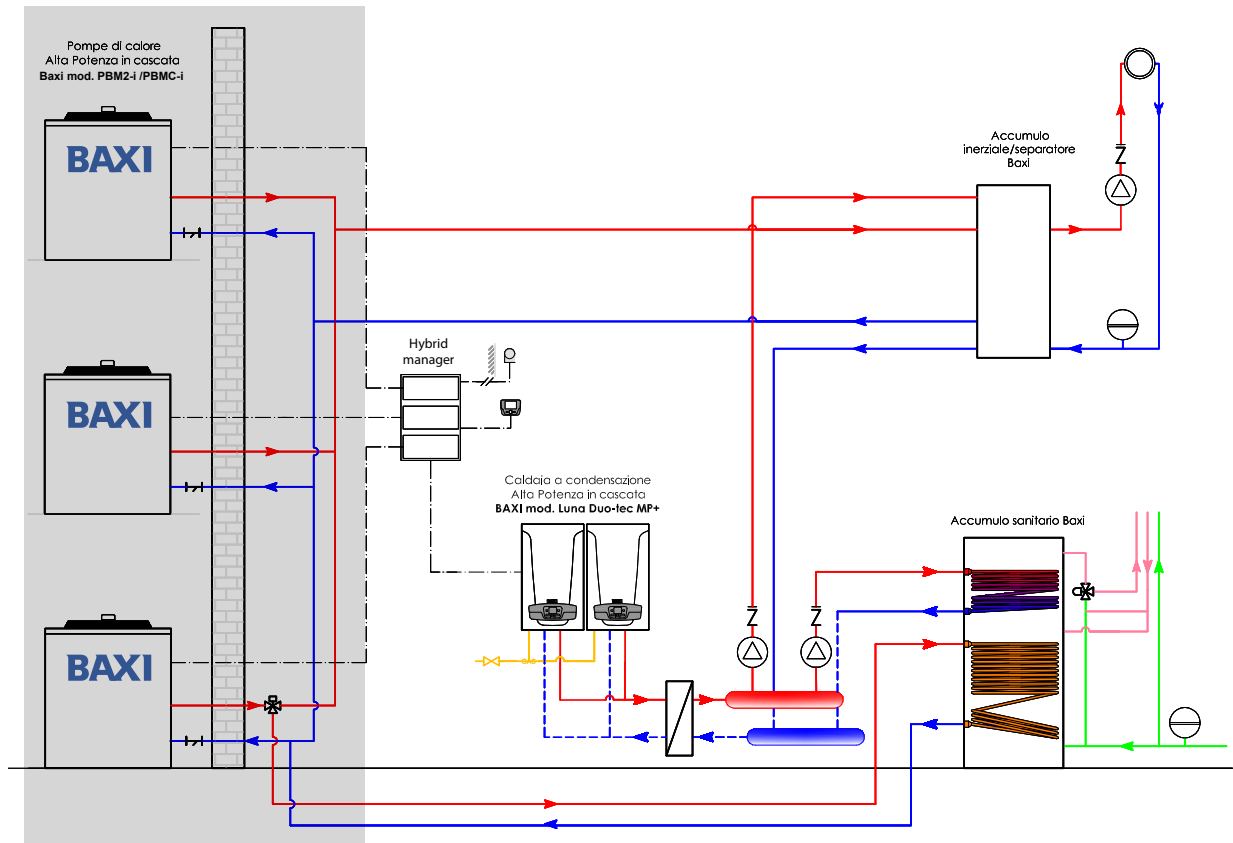 Pompe di calore
Alta Potenza in cascata
Baxi mod. PBM2-i /PBMC-i
BAXI
Accumulo
inerziale/separatore
Baxi
Hybrid
manager
BAXI
Caldaia a condensazione
Alta Potenza in cascata
BAXI mod. Luna Duo-tec MP+
Accumulo sanitario Baxi
BAXI
GAS